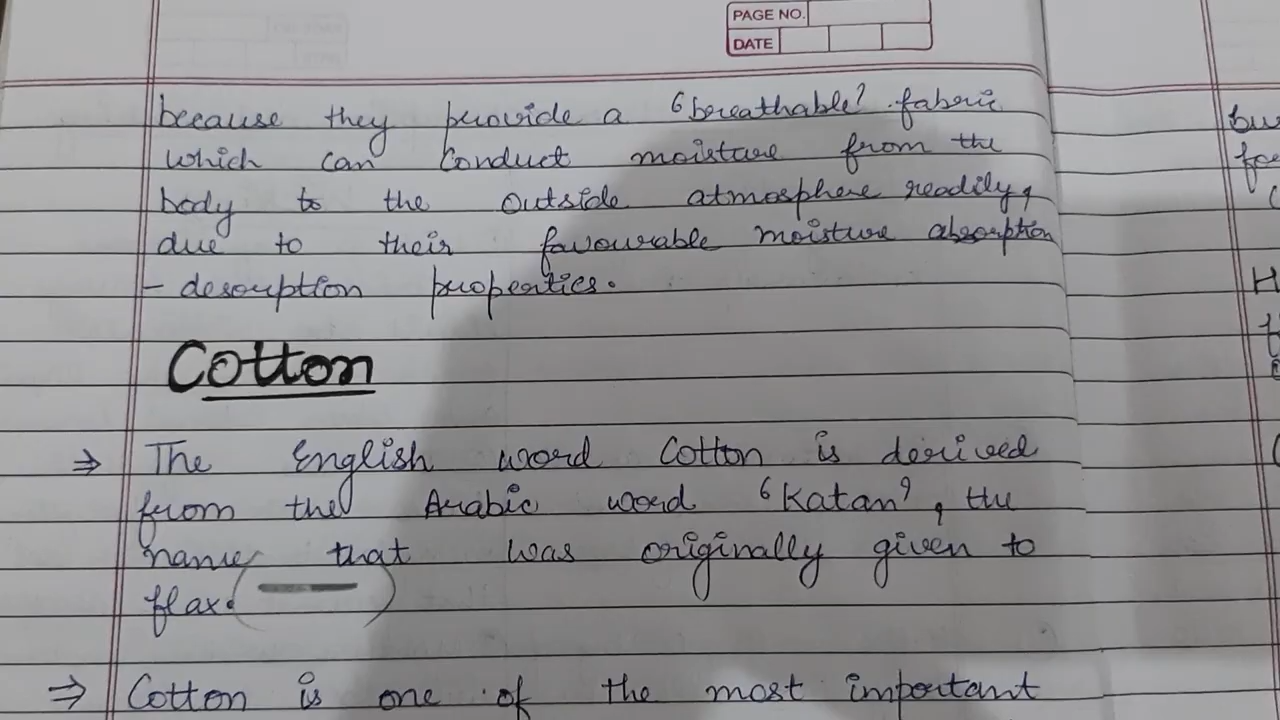 PAGE NO.
DATE
because they provide a ‘breathable’ fabric
which can Conduct moisture from the
body to the outside atmosphere readily,
due to their favourable moisture absorption
- desorption properties.
Cotton
⇒ The English word Cotton is derived
from the Arabic word ‘Katan’, the
name that was originally given to
flax.
⇒ Cotton is one of the most important